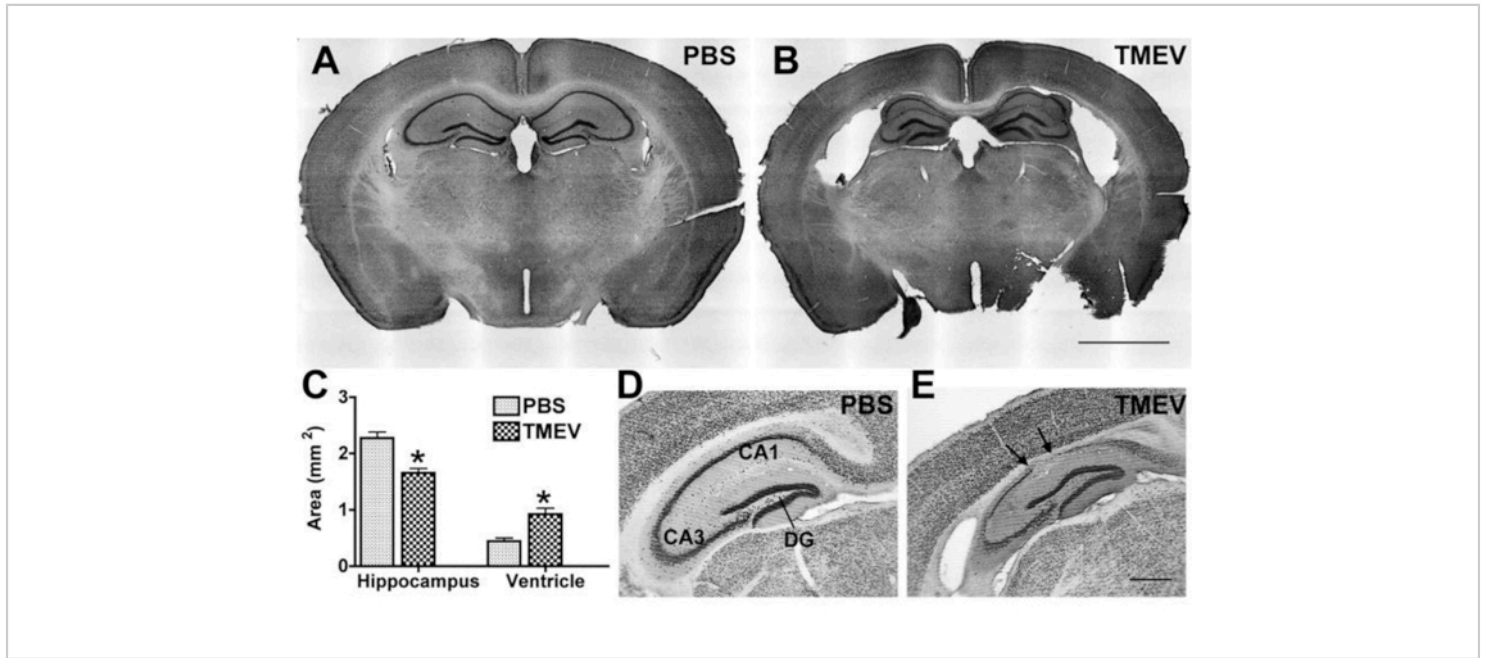 A PBS
B TMEV
C
3
2
1
0
Area (mm 2)
PBS
TMEV
*
*
Hippocampus Ventricle
D PBS
CA1
CA3
DG
E TMEV